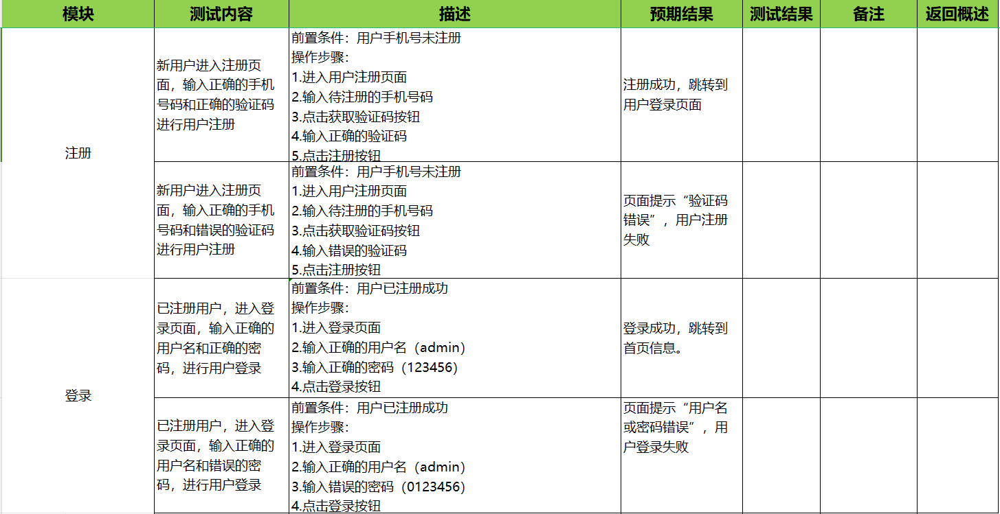 模块 测试内容 描述 预期结果 测试结果 备注 返回概述
注册
新用户进入注册页
面，输入正确的手机
号码和正确的验证码
进行用户注册
前置条件：用户手机号未注册
操作步骤：
1.进入用户注册页面
2.输入待注册的手机号码
3.点击获取验证码按钮
4.输入正确的验证码
5.点击注册按钮
注册成功，跳转到
用户登录页面
新用户进入注册页
面，输入正确的手机
号码和错误的验证码
进行用户注册
前置条件：用户手机号未注册
1.进入用户注册页面
2.输入待注册的手机号码
3.点击获取验证码按钮
4.输入错误的验证码
5.点击注册按钮
页面提示“验证码
错误”，用户注册
失败
登录
已注册用户，进入登
录页面，输入正确的
用户名和正确的密
码，进行用户登录
前置条件：用户已注册成功
操作步骤：
1.进入登录页面
2.输入正确的用户名（admin）
3.输入正确的密码（123456）
4.点击登录按钮
登录成功，跳转到
首页信息。
已注册用户，进入登
录页面，输入正确的
用户名和错误的密
码，进行用户登录
前置条件：用户已注册成功
操作步骤：
1.进入登录页面
2.输入正确的用户名（admin）
3.输入错误的密码（0123456）
4.点击登录按钮
页面提示“用户名
或密码错误”，用
户登录失败